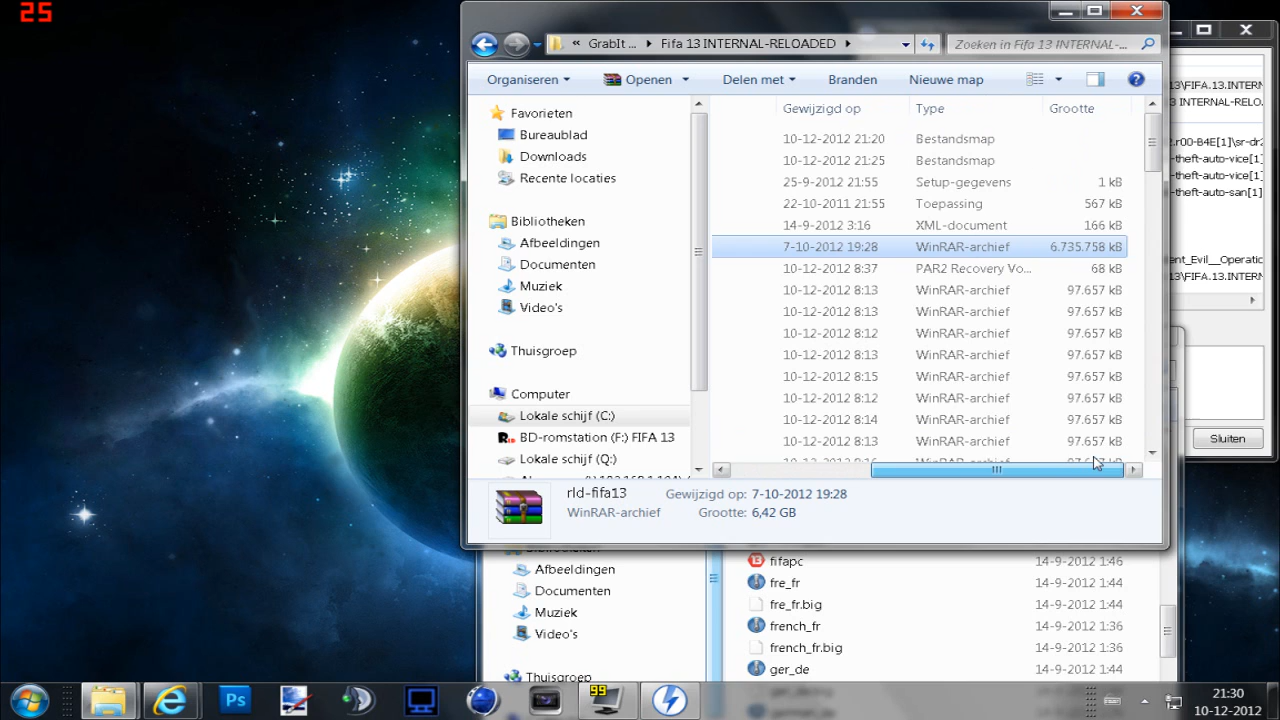 25
« GrabIt ... ▸ Fifa 13 INTERNAL-RELOADED ▸
Zoeken in Fifa 13 INTERNAL-...
Organiseren Openen Delen met Branden Nieuwe map
Favorieten
Bureaublad
Downloads
Recente locaties
Bibliotheken
Afbeeldingen
Documenten
Muziek
Video's
Thuisgroep
Computer
Lokale schijf (C:)
BD-romstation (F:) FIFA 13
Lokale schijf (Q:)
Gewijzigd op Type Grootte
10-12-2012 21:20 Bestandsmap
10-12-2012 21:25 Bestandsmap
25-9-2012 21:55 Setup-gegevens 1 kB
22-10-2011 21:55 Toepassing 567 kB
14-9-2012 3:16 XML-document 166 kB
7-10-2012 19:28 WinRAR-archief 6.735.758 kB
10-12-2012 8:37 PAR2 Recovery Vo... 68 kB
10-12-2012 8:13 WinRAR-archief 97.657 kB
10-12-2012 8:13 WinRAR-archief 97.657 kB
10-12-2012 8:12 WinRAR-archief 97.657 kB
10-12-2012 8:13 WinRAR-archief 97.657 kB
10-12-2012 8:15 WinRAR-archief 97.657 kB
10-12-2012 8:12 WinRAR-archief 97.657 kB
10-12-2012 8:14 WinRAR-archief 97.657 kB
10-12-2012 8:13 WinRAR-archief 97.657 kB
rld-fifa13 Gewijzigd op: 7-10-2012 19:28
WinRAR-archief Grootte: 6,42 GB
13\FIFA.13.INTERN
3 INTERNAL-RELO.
.r00-B4E[1]\sr-dr2
-theft-auto-vice[1]
-theft-auto-vice[1]
-theft-auto-san[1]
ent_Evil__Operatio
13\FIFA.13.INTERN
Sluiten
Bibliotheken
Afbeeldingen
Documenten
Muziek
Video's
Thuisgroep
fifapc 14-9-2012 1:46
fre_fr 14-9-2012 1:44
fre_fr.big 14-9-2012 1:44
french_fr 14-9-2012 1:36
french_fr.big 14-9-2012 1:36
ger_de 14-9-2012 1:44
Ps
99
21:30
10-12-2012